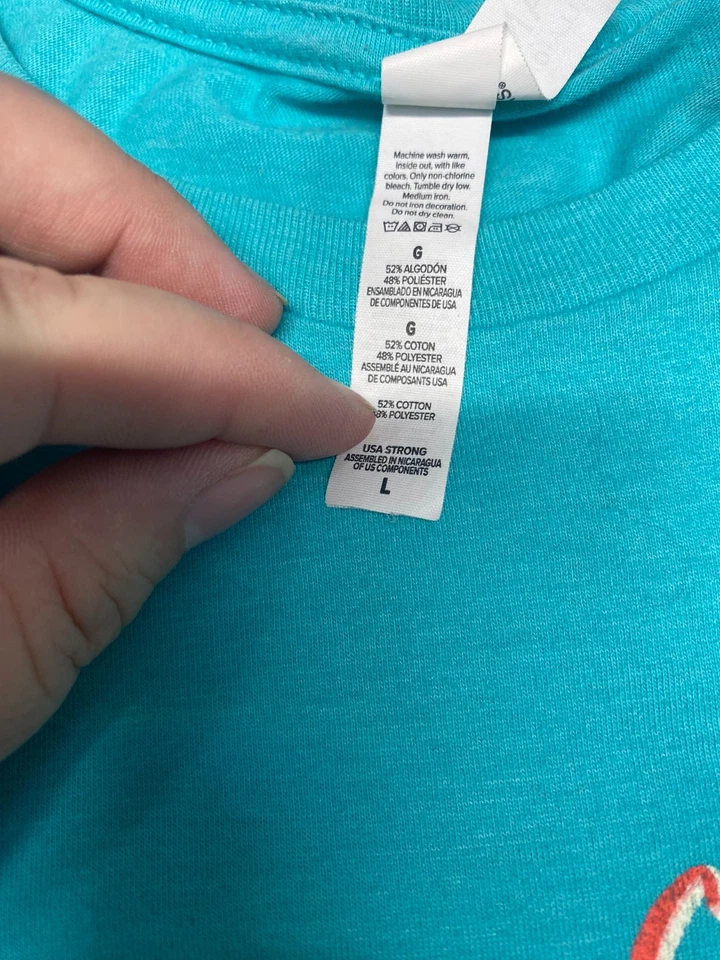 Machine wash warm,
inside out, with like
colors. Only non-chlorine
bleach. Tumble dry low.
Medium iron.
Do not iron decoration.
Do not dry clean.
G
52% ALGODÓN
48% POLIÉSTER
ENSAMBLADO EN NICARAGUA
DE COMPONENTES DE USA
G
52% COTON
48% POLYESTER
ASSEMBLÉ AU NICARAGUA
DE COMPOSANTS USA
52% COTTON
8% POLYESTER
USA STRONG
ASSEMBLED IN NICARAGUA
OF US COMPONENTS
L